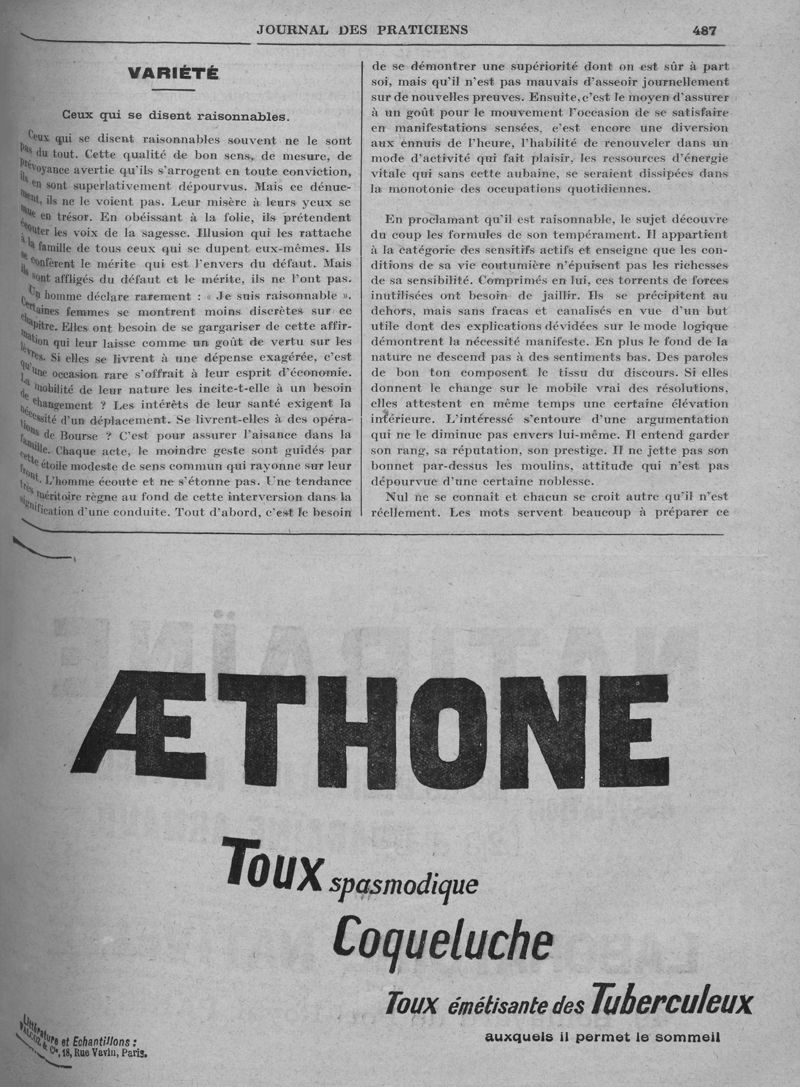 JOURNAL DES PRATICIENS 487
VARIÉTÉ
Ceux qui se disent raisonnables.
Ceux qui se disent raisonnables souvent ne le sont
pas du tout. Cette qualité de bon sens, de mesure, de
prévoyance avertie qu'ils s'arrogent en toute conviction,
ils en sont superlativement dépourvus. Mais ce dénue-
ment, ils ne le voient pas. Leur misère à leurs yeux se
mue en trésor. En obéissant à la folie, ils prétendent
écouter les voix de la sagesse. Illusion qui les rattache
à la famille de tous ceux qui se dupent eux-mêmes. Ils
se confèrent le mérite qui est l'envers du défaut. Mais
ils sont affligés du défaut et le mérite, ils ne l'ont pas.
Un homme déclare rarement : « Je suis raisonnable ».
Certaines femmes se montrent moins discrètes sur ce
chapitre. Elles ont besoin de se gargariser de cette affir-
mation qui leur laisse comme un goût de vertu sur les
lèvres. Si elles se livrent à une dépense exagérée, c'est
qu'une occasion rare s'offrait à leur esprit d'économie.
La mobilité de leur nature les incite-t-elle à un besoin
de changement ? Les intérêts de leur santé exigent la
nécessité d'un déplacement. Se livrent-elles à des opéra-
tions de Bourse ? C'est pour assurer l'aisance dans la
famille. Chaque acte, le moindre geste sont guidés par
cette étoile modeste de sens commun qui rayonne sur leur
front. L'homme écoute et ne s'étonne pas. Une tendance
très méritoire règne au fond de cette interversion dans la
signification d'une conduite. Tout d'abord, c'est le besoin
de se démontrer une supériorité dont on est sûr à part
soi, mais qu'il n'est pas mauvais d'asseoir journellement
sur de nouvelles preuves. Ensuite, c'est le moyen d'assurer
à un goût pour le mouvement l'occasion de se satisfaire
en manifestations sensées, c'est encore une diversion
aux ennuis de l'heure, l'habilité de renouveler dans un
mode d'activité qui fait plaisir, les ressources d'énergie
vitale qui sans cette aubaine, se seraient dissipées dans
la monotonie des occupations quotidiennes.
En proclamant qu'il est raisonnable, le sujet découvre
du coup les formules de son tempérament. Il appartient
à la catégorie des sensitifs actifs et enseigne que les con-
ditions de sa vie coutumière n'épuisent pas les richesses
de sa sensibilité. Comprimés en lui, ces torrents de forces
inutilisées ont besoin de jaillir. Ils se précipitent au
dehors, mais sans fracas et canalisés en vue d'un but
utile dont des explications dévidées sur le mode logique
démontrent la nécessité manifeste. En plus le fond de la
nature ne descend pas à des sentiments bas. Des paroles
de bon ton composent le tissu du discours. Si elles
donnent le change sur le mobile vrai des résolutions,
elles attestent en même temps une certaine élévation
intérieure. L'intéressé s'entoure d'une argumentation
qui ne le diminue pas envers lui-même. Il entend garder
son rang, sa réputation, son prestige. Il ne jette pas son
bonnet par-dessus les moulins, attitude qui n'est pas
dépourvue d'une certaine noblesse.
Nul ne se connaît et chacun se croit autre qu'il n'est
réellement. Les mots servent beaucoup à préparer ce
ÆTHONE
Toux spasmodique
Coqueluche
Toux émétisante des Tuberculeux
auxquels il permet le sommeil
Littérature et Echantillons :
& Cie, 18, Rue Vavin, Paris.